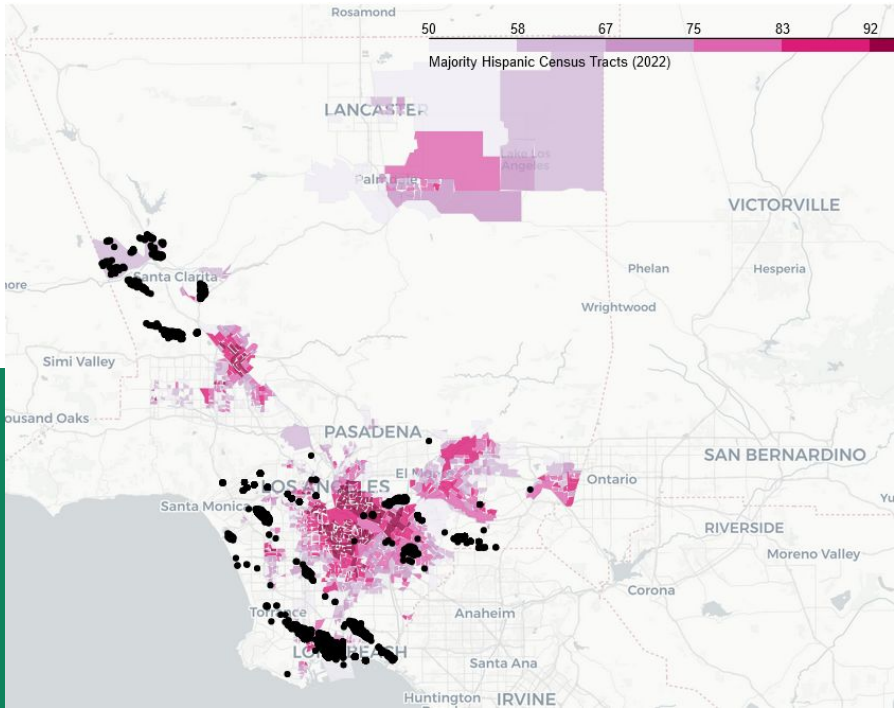 Rosamond
50 58 67 75 83 92
Majority Hispanic Census Tracts (2022)
LANCASTER
Lake Los
Angeles
VICTORVILLE
Santa Clarita
Phelan
Hesperia
Wrightwood
Simi Valley
ousand Oaks
PASADENA
SAN BERNARDINO
Ontario
LOS ANGELES
Santa Monica
RIVERSIDE
Moreno Valley
Corona
Torrance
Anaheim
LONG BEACH
Santa Ana
Huntington
IRVINE